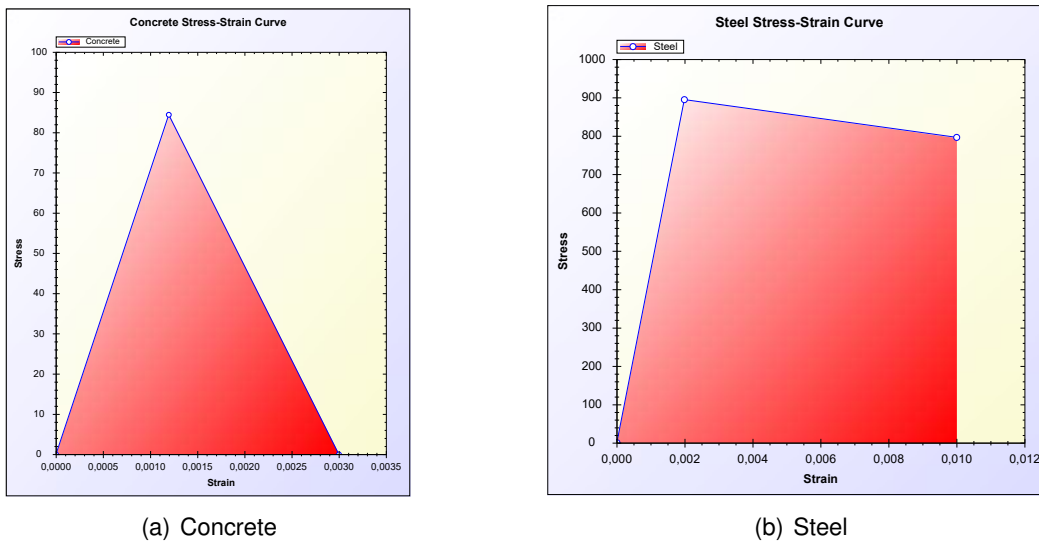 Concrete Stress-Strain Curve
Concrete
100
90
80
70
60
50
40
30
20
10
0
Stress
0,0000 0,0005 0,0010 0,0015 0,0020 0,0025 0,0030 0,0035
Strain
(a) Concrete
Steel Stress-Strain Curve
Steel
1000
900
800
700
600
500
400
300
200
100
0
Stress
0,000 0,002 0,004 0,006 0,008 0,010 0,012
Strain
(b) Steel